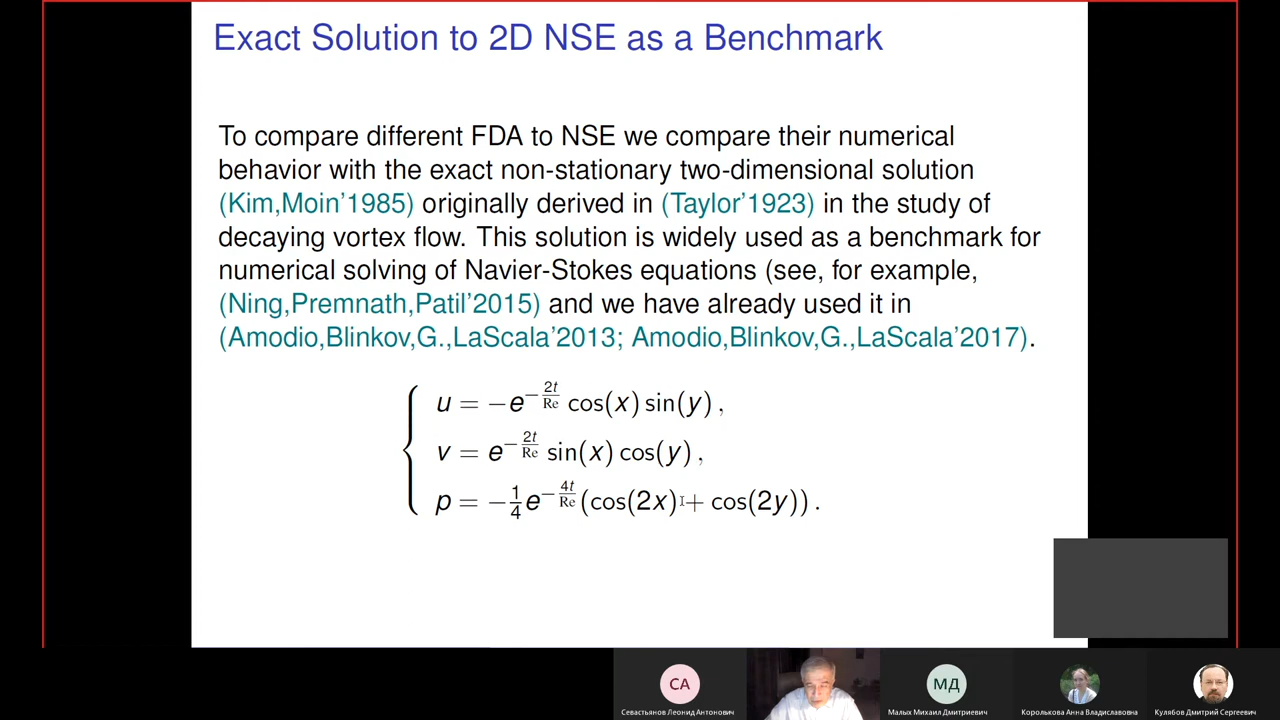 Exact Solution to 2D NSE as a Benchmark
To compare different FDA to NSE we compare their numerical
behavior with the exact non-stationary two-dimensional solution
(Kim,Moin'1985) originally derived in (Taylor'1923) in the study of
decaying vortex flow. This solution is widely used as a benchmark for
numerical solving of Navier-Stokes equations (see, for example,
(Ning,Premnath,Patil'2015) and we have already used it in
(Amodio,Blinkov,G.,LaScala'2013; Amodio,Blinkov,G.,LaScala'2017).
u = −e^{−\frac{2t}{Re}} cos(x) sin(y) ,
v = e^{−\frac{2t}{Re}} sin(x) cos(y) ,
p = −\frac{1}{4}e^{−\frac{4t}{Re}}(cos(2x) + cos(2y)) .
СА
МД
Севастьянов Леонид Антонович
Малых Михаил Дмитриевич
Королькова Анна Владиславовна
Кулябов Дмитрий Сергеевич